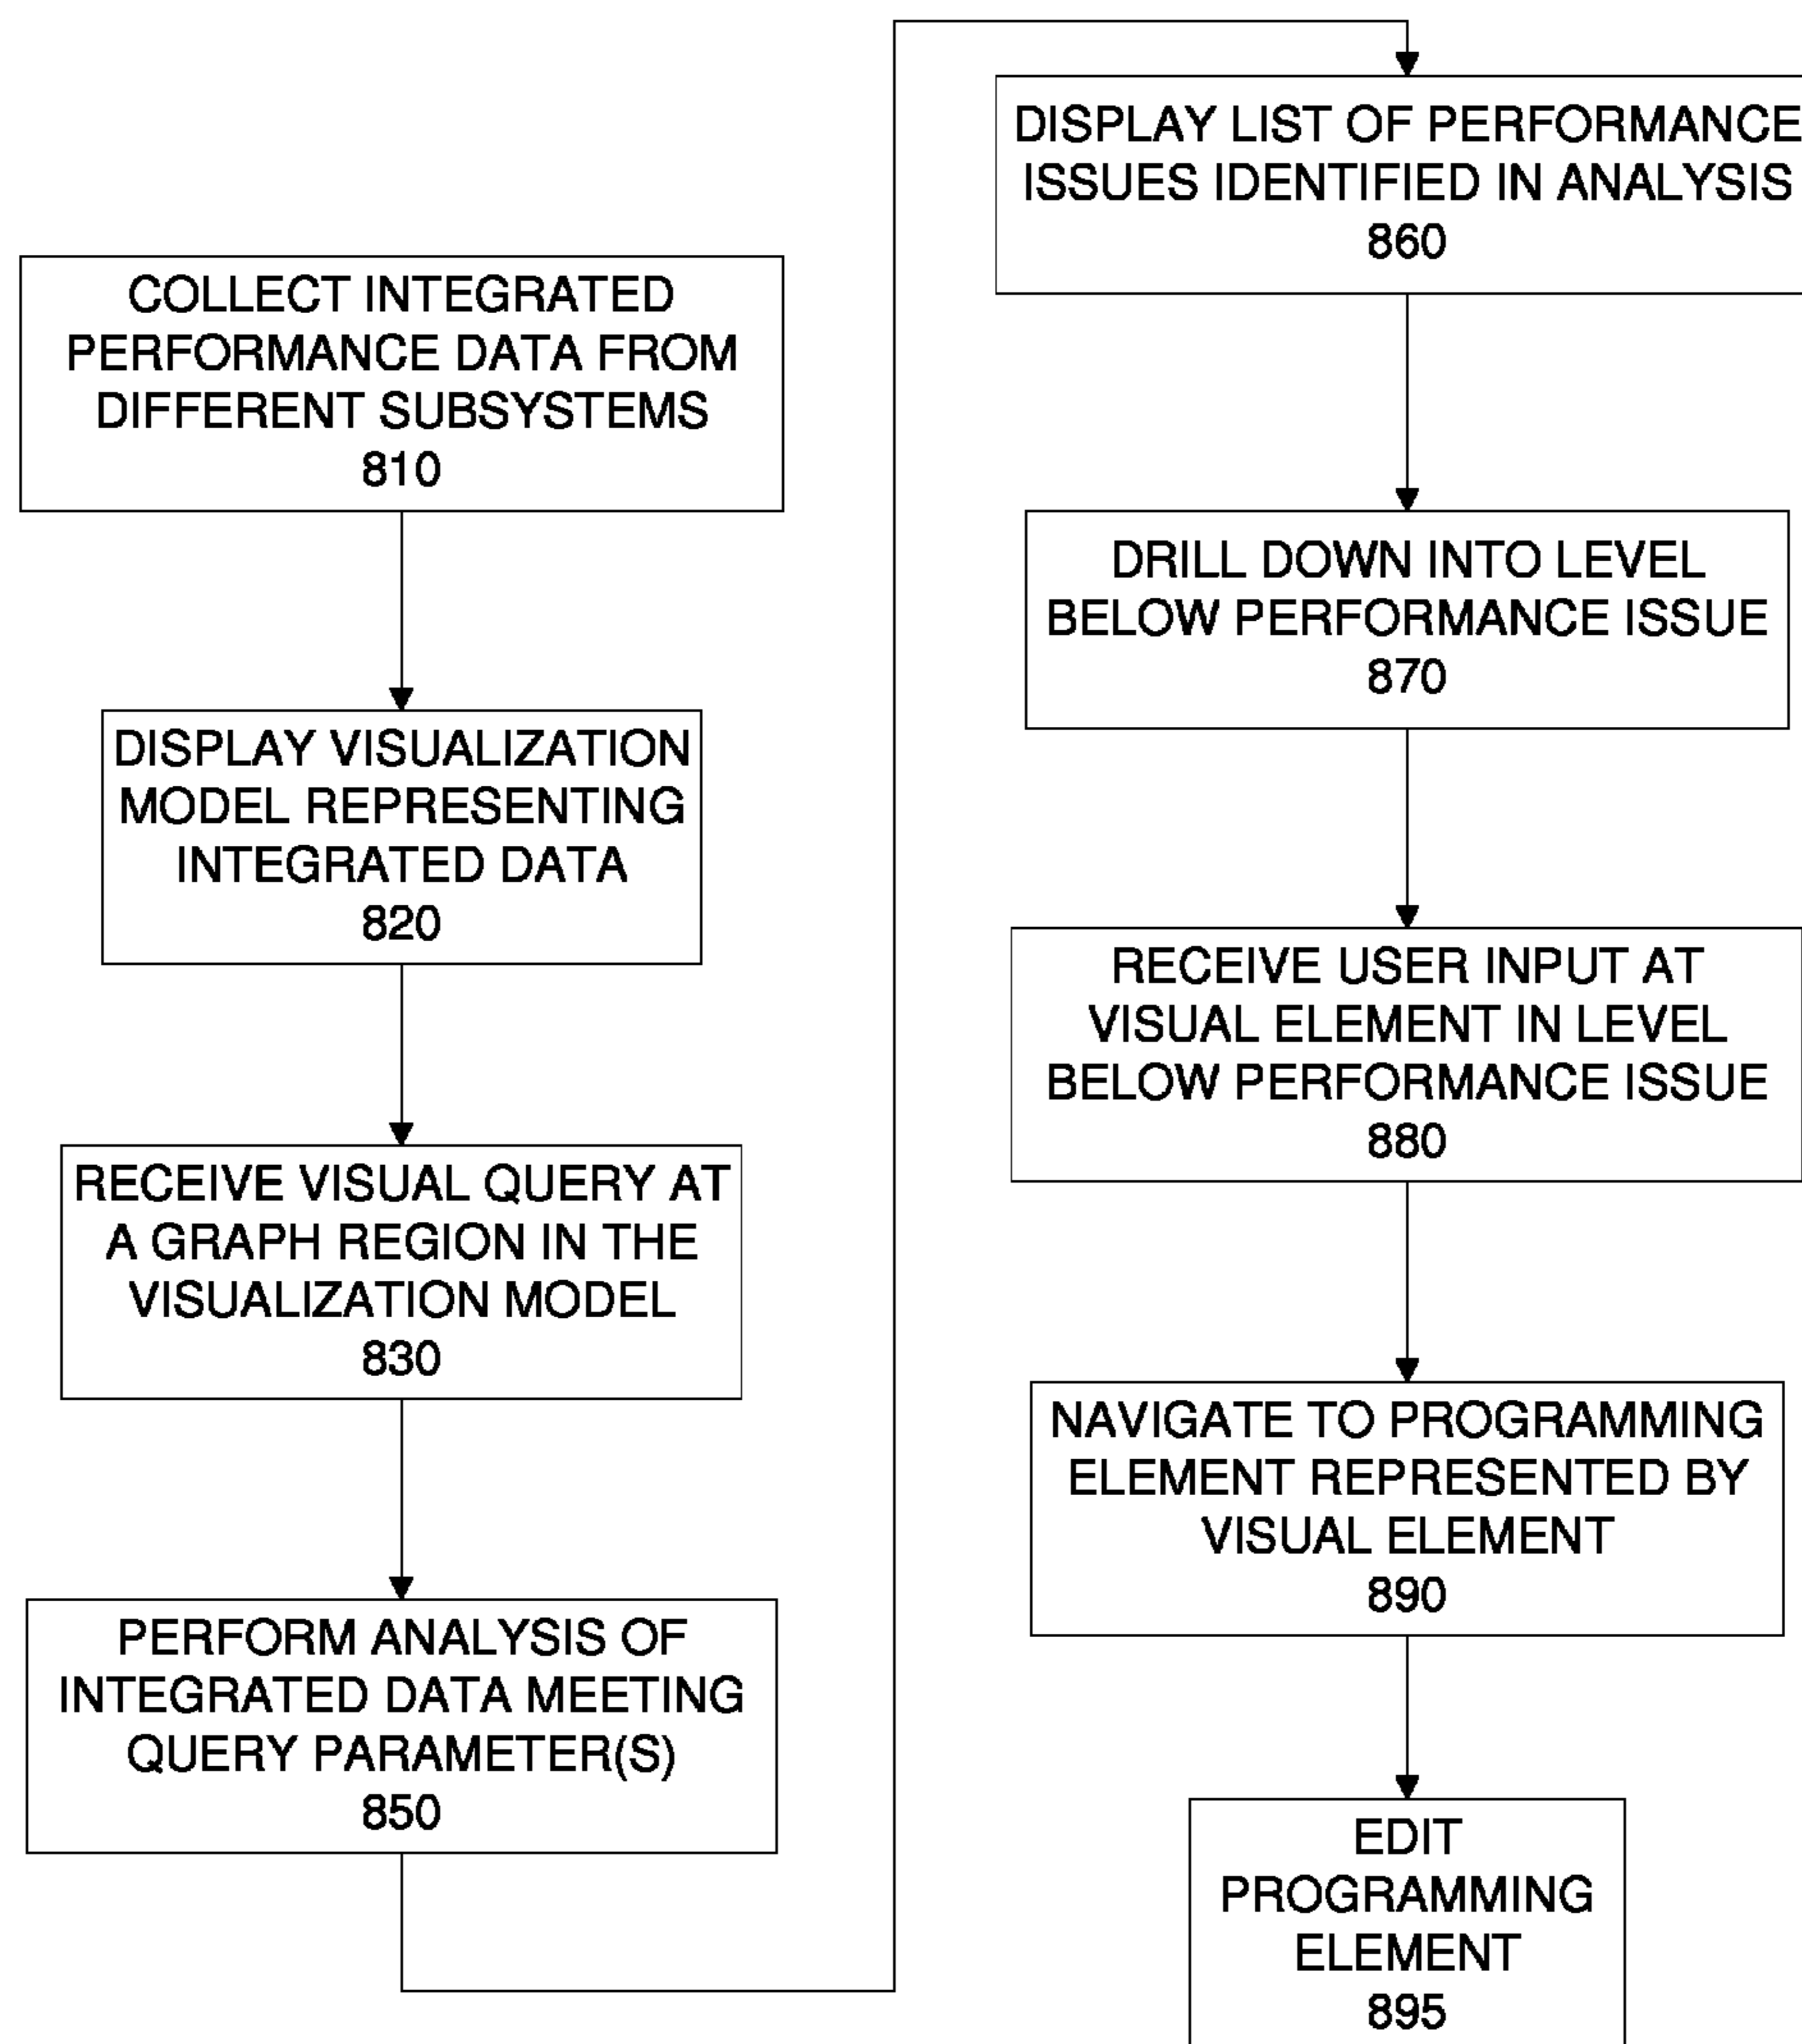 COLLECT INTEGRATED
PERFORMANCE DATA FROM
DIFFERENT SUBSYSTEMS
810
DISPLAY VISUALIZATION
MODEL REPRESENTING
INTEGRATED DATA
820
RECEIVE VISUAL QUERY AT
A GRAPH REGION IN THE
VISUALIZATION MODEL
830
PERFORM ANALYSIS OF
INTEGRATED DATA MEETING
QUERY PARAMETER(S)
850
DISPLAY LIST OF PERFORMANCE
ISSUES IDENTIFIED IN ANALYSIS
860
DRILL DOWN INTO LEVEL
BELOW PERFORMANCE ISSUE
870
RECEIVE USER INPUT AT
VISUAL ELEMENT IN LEVEL
BELOW PERFORMANCE ISSUE
880
NAVIGATE TO PROGRAMMING
ELEMENT REPRESENTED BY
VISUAL ELEMENT
890
EDIT
PROGRAMMING
ELEMENT
895